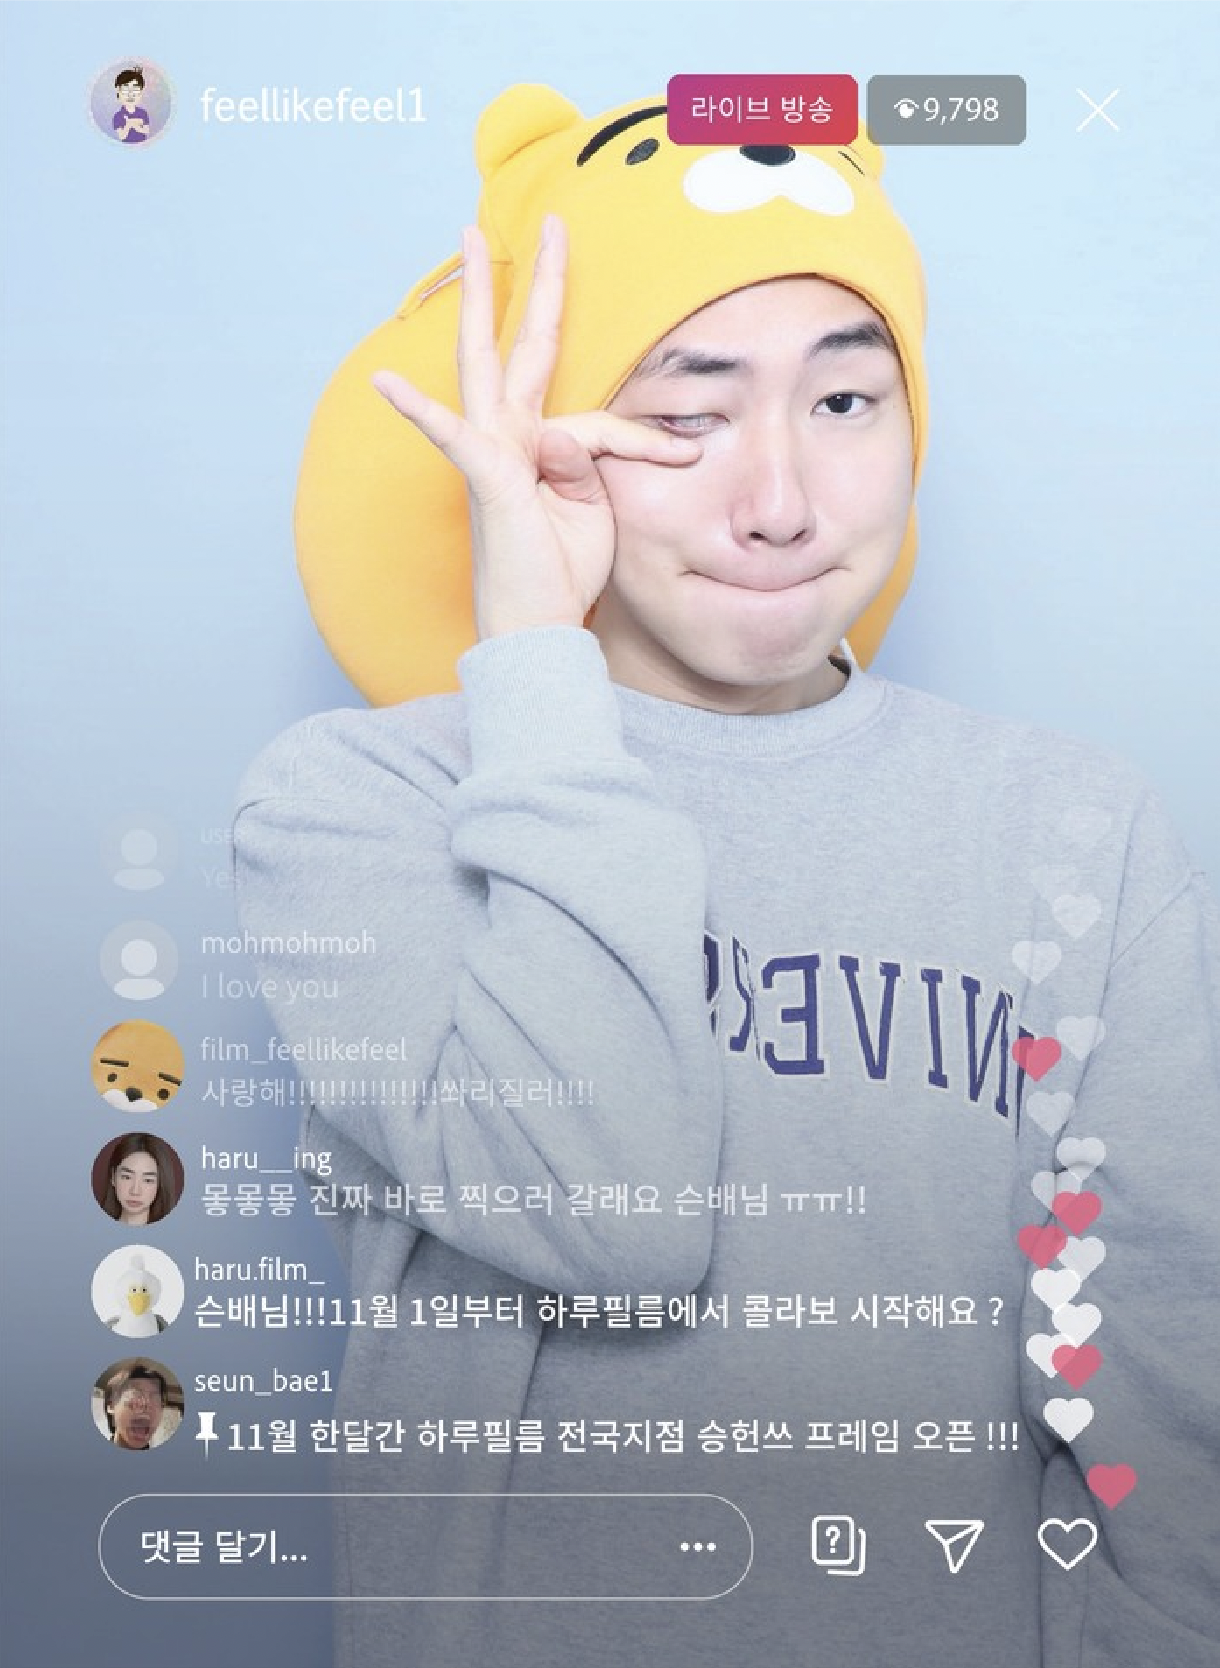 feellikefeel1
라이브 방송
9,798
mohmohmoh
I love you
film_feellikefeel
사랑해!!!!!!!!!!!!!!!!!!쏴리질러!!!!
haru__ing
몽몽몽 진짜 바로 찍으러 갈래요 슨배님 ㅠㅠ!!
haru.film_
슨배님!!!11월 1일부터 하루필름에서 콜라보 시작해요 ?
seun_bae1
11월 한달간 하루필름 전국지점 승헌쓰 프레임 오픈 !!!
댓글 달기...